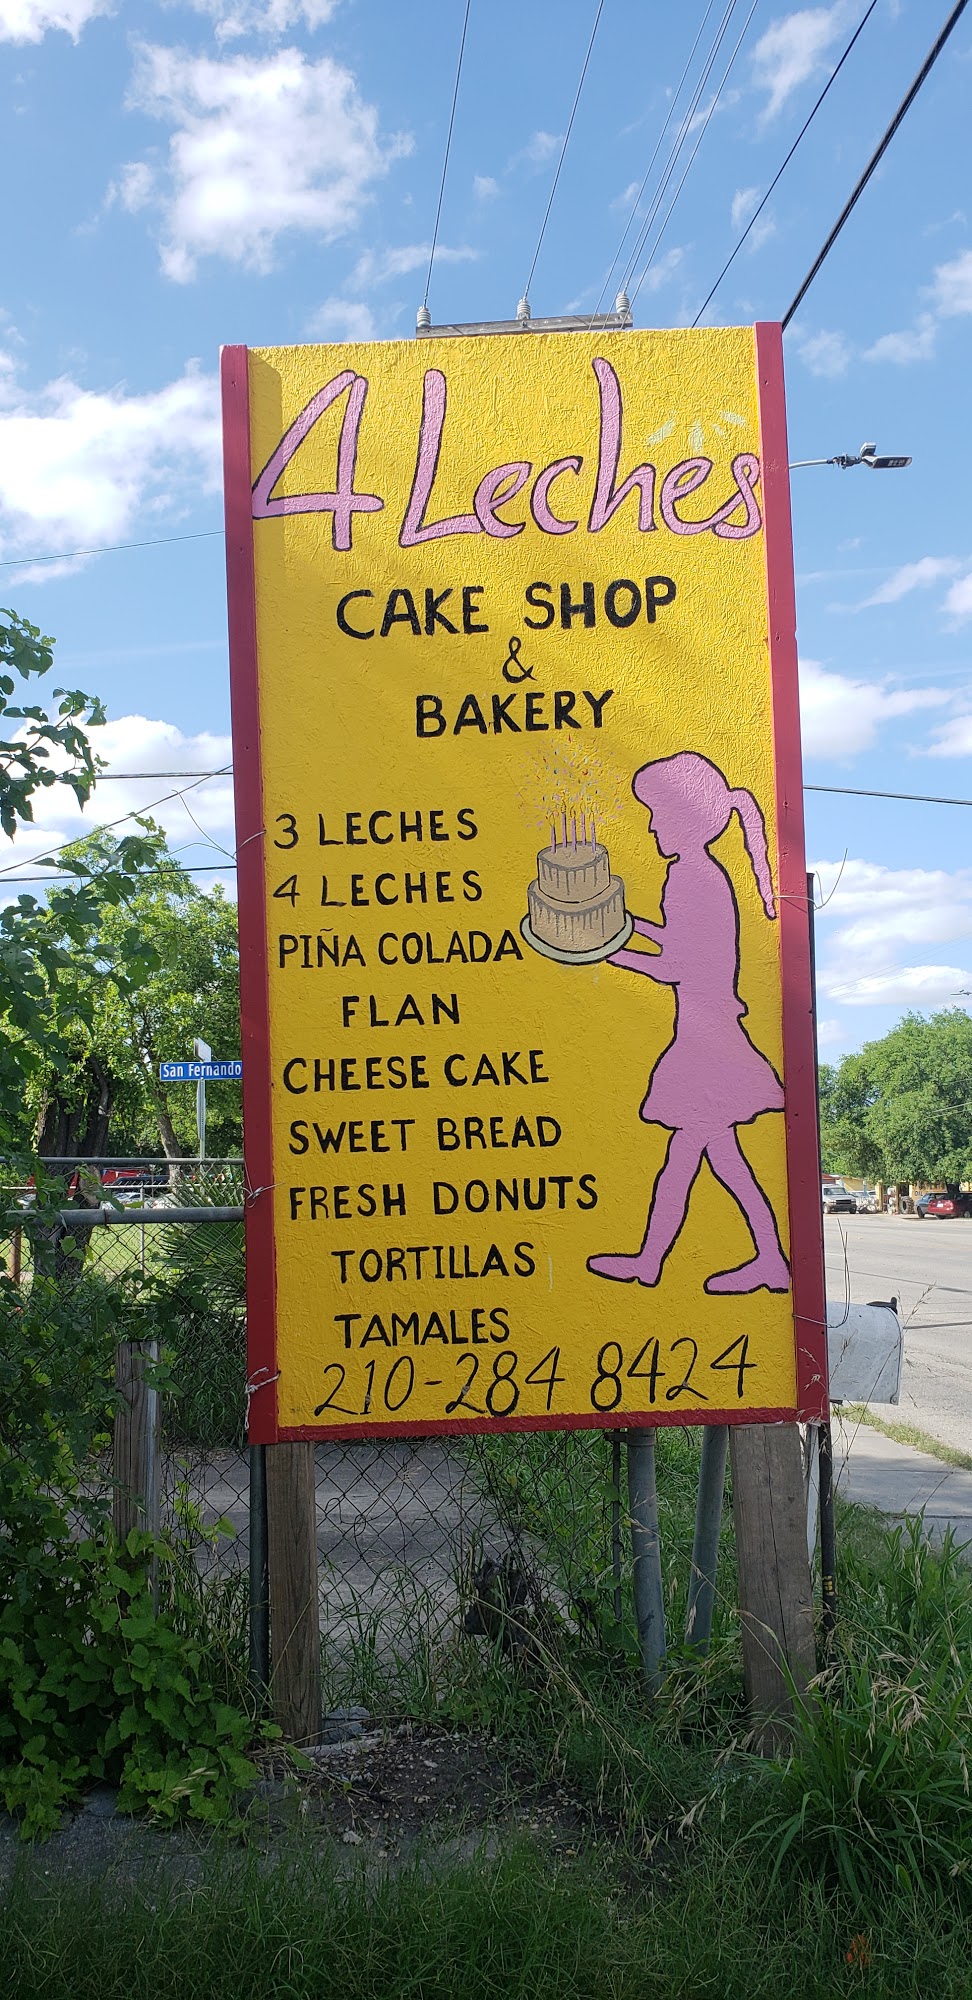 4 Leches
CAKE SHOP
&
BAKERY
3 LECHES
4 LECHES
PIÑA COLADA
FLAN
CHEESE CAKE
SWEET BREAD
FRESH DONUTS
TORTILLAS
TAMALES
210-284 8424
San Fernando